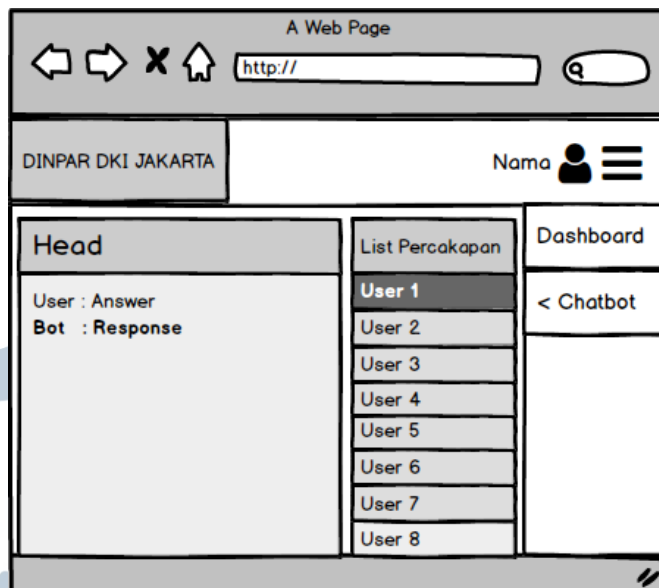 A Web Page
http://
DINPAR DKI JAKARTA
Nama
Head
User : Answer
Bot : Response
List Percakapan
User 1
User 2
User 3
User 4
User 5
User 6
User 7
User 8
Dashboard
< Chatbot